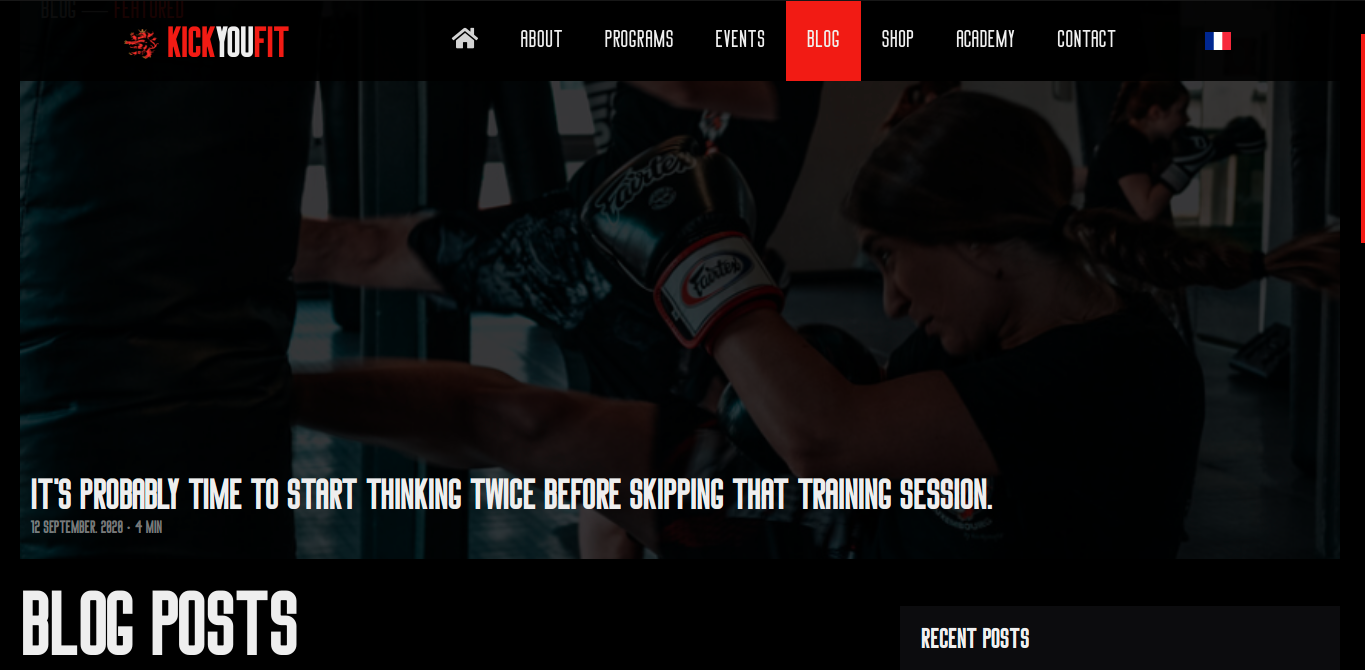 BLOG — FEATURED
KICKYOUFIT
ABOUT PROGRAMS EVENTS BLOG SHOP ACADEMY CONTACT
Fairtex
Fairtex
IT'S PROBABLY TIME TO START THINKING TWICE BEFORE SKIPPING THAT TRAINING SESSION.
12 SEPTEMBER, 2020 · 4 MIN
BLOG POSTS
RECENT POSTS